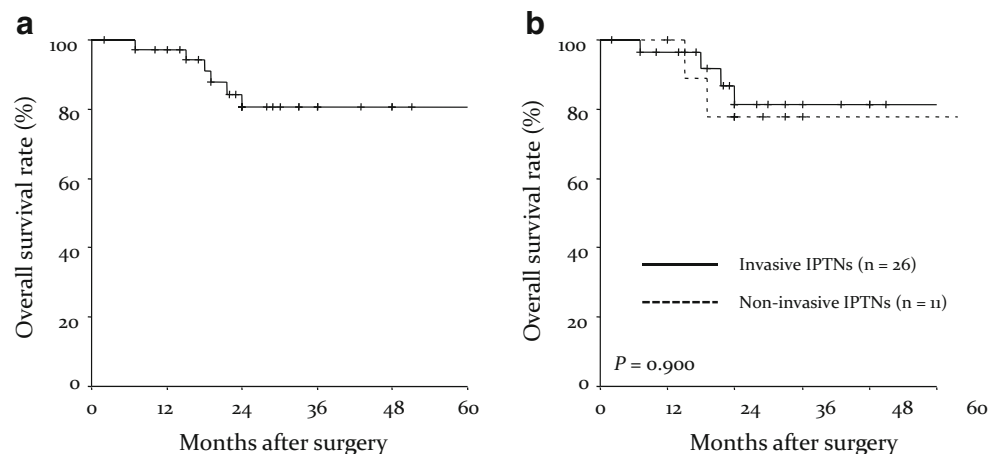 a
Overall survival rate (%)
100
80
60
40
20
0
0 12 24 36 48 60
Months after surgery
b
Overall survival rate (%)
100
80
60
40
20
0
Invasive IPTNs (n = 26)
Non-invasive IPTNs (n = 11)
P = 0.900
0 12 24 36 48 60
Months after surgery